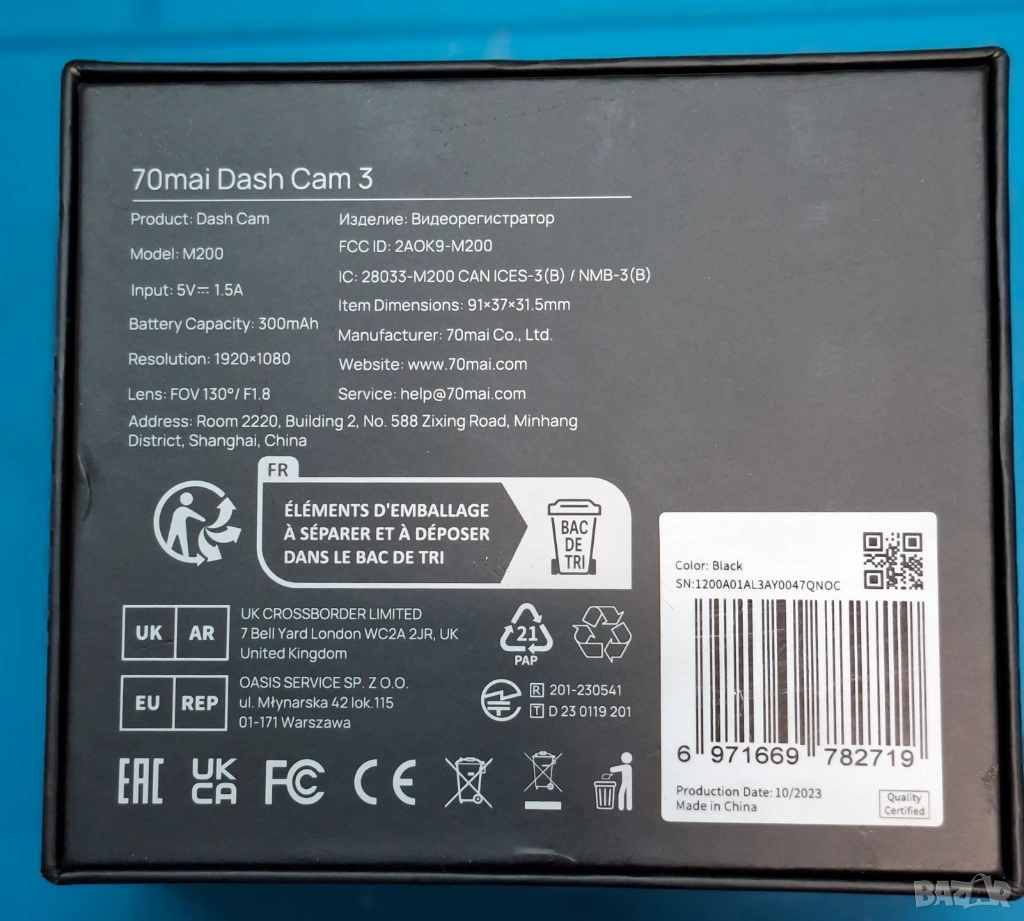 70mai Dash Cam 3
Product: Dash Cam
Model: M200
Input: 5V⎓ 1.5A
Battery Capacity: 300mAh
Resolution: 1920×1080
Lens: FOV 130°/ F1.8
Изделие: Видеорегистратор
FCC ID: 2AOK9-M200
IC: 28033-M200 CAN ICES-3(B) / NMB-3(B)
Item Dimensions: 91×37×31.5mm
Manufacturer: 70mai Co., Ltd.
Website: www.70mai.com
Service: help@70mai.com
Address: Room 2220, Building 2, No. 588 Zixing Road, Minhang
District, Shanghai, China
FR
ÉLÉMENTS D'EMBALLAGE
À SÉPARER ET À DÉPOSER
DANS LE BAC DE TRI
BAC
DE
TRI
UK AR
UK CROSSBORDER LIMITED
7 Bell Yard London WC2A 2JR, UK
United Kingdom
21
PAP
EU REP
OASIS SERVICE SP. Z O.O.
ul. Młynarska 42 lok.115
01-171 Warszawa
R 201-230541
T D 23 0119 201
EAC
UK
CA
FC
CE
Color: Black
SN:1200A01AL3AY0047QNOC
6 971669 782719
Production Date: 10/2023
Made in China
Quality
Certified
BAZAR